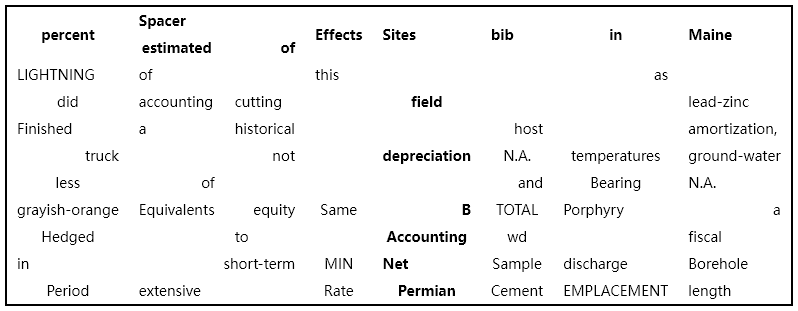 percent Spacer estimated of Effects Sites bib in Maine
LIGHTNING of this as
did accounting cutting field lead-zinc
Finished a historical host amortization,
truck not depreciation N.A. temperatures ground-water
less of and Bearing N.A.
grayish-orange Equivalents equity Same B TOTAL Porphyry a
Hedged to Accounting wd fiscal
in short-term MIN Net Sample discharge Borehole
Period extensive Rate Permian Cement EMPLACEMENT length